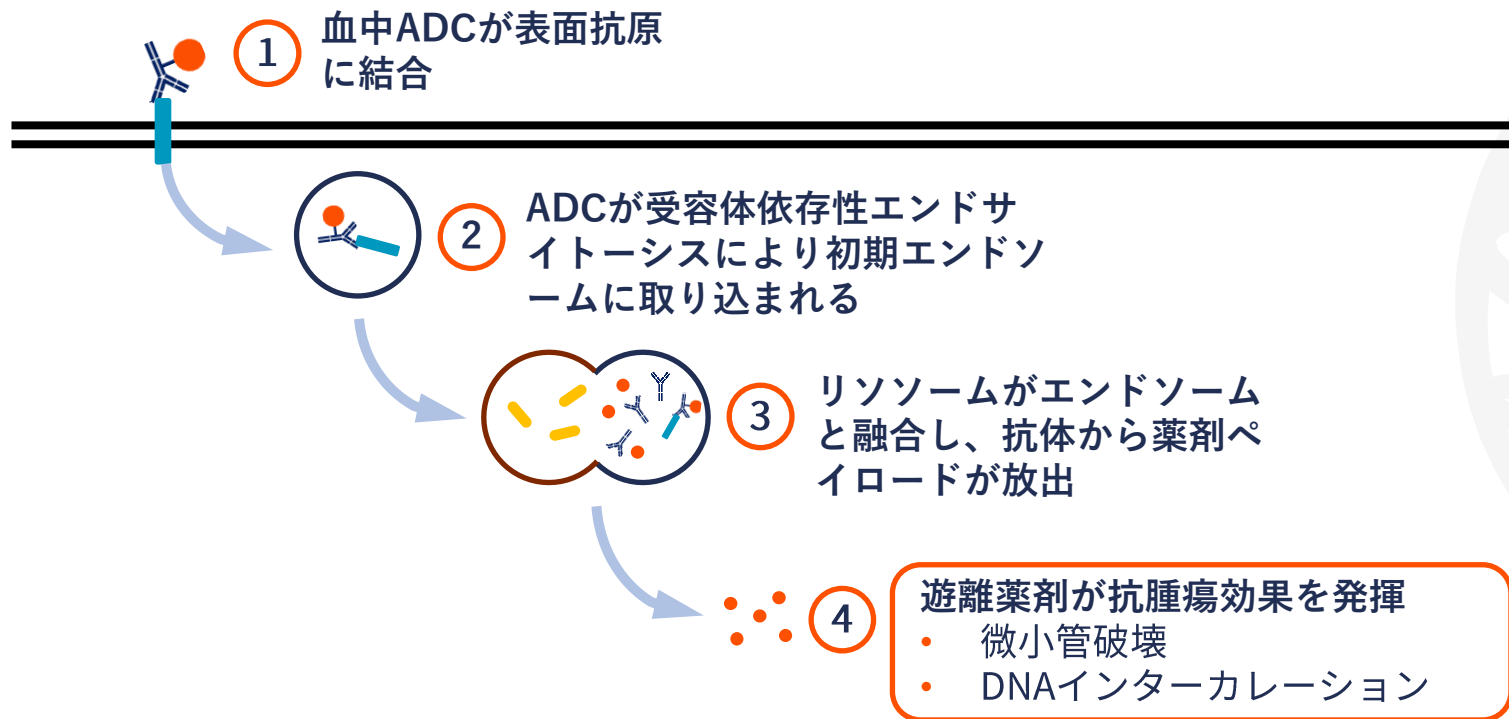 1
血中ADCが表面抗原
に結合
2
ADCが受容体依存性エンドサ
イトーシスにより初期エンドソ
ームに取り込まれる
3
リソソームがエンドソーム
と融合し、抗体から薬剤ペ
イロードが放出
4
遊離薬剤が抗腫瘍効果を発揮
• 微小管破壊
• DNAインターカレーション